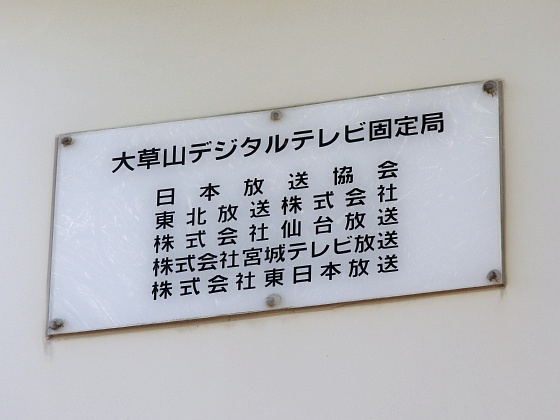 大草山デジタルテレビ固定局
日本放送協会
東北放送株式会社
株式会社仙台放送
株式会社宮城テレビ放送
株式会社東日本放送